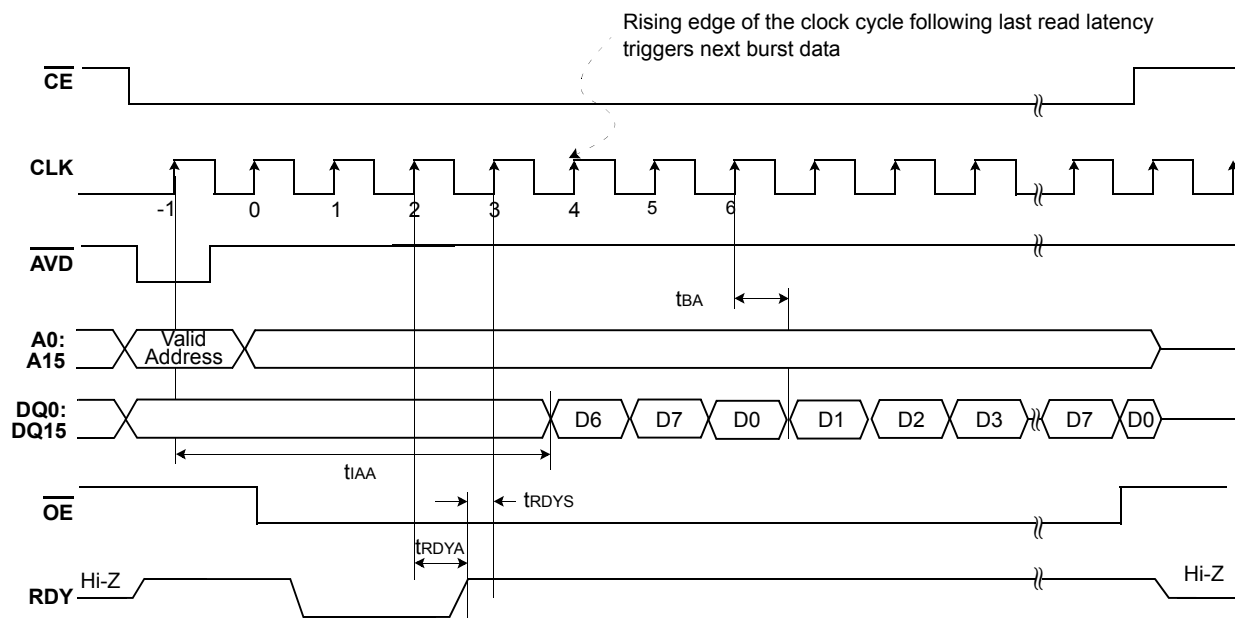 Rising edge of the clock cycle following last read latency
triggers next burst data
CE
CLK
-1 0 1 2 3 4 5 6
AVD
tBA
A0:
A15
Valid
Address
DQ0:
DQ15
D6 D7 D0 D1 D2 D3 D7 D0
tIAA
OE
tRDYS
tRDYA
Hi-Z
RDY
Hi-Z